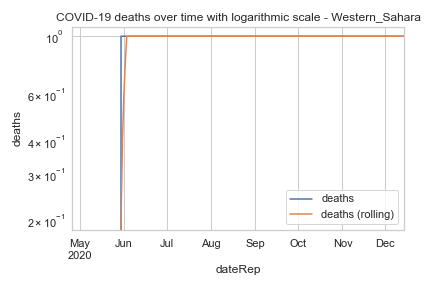 COVID-19 deaths over time with logarithmic scale - Western_Sahara
10⁰
6 × 10⁻¹
4 × 10⁻¹
3 × 10⁻¹
2 × 10⁻¹
deaths
deaths
deaths (rolling)
May Jun Jul Aug Sep Oct Nov Dec
2020
dateRep